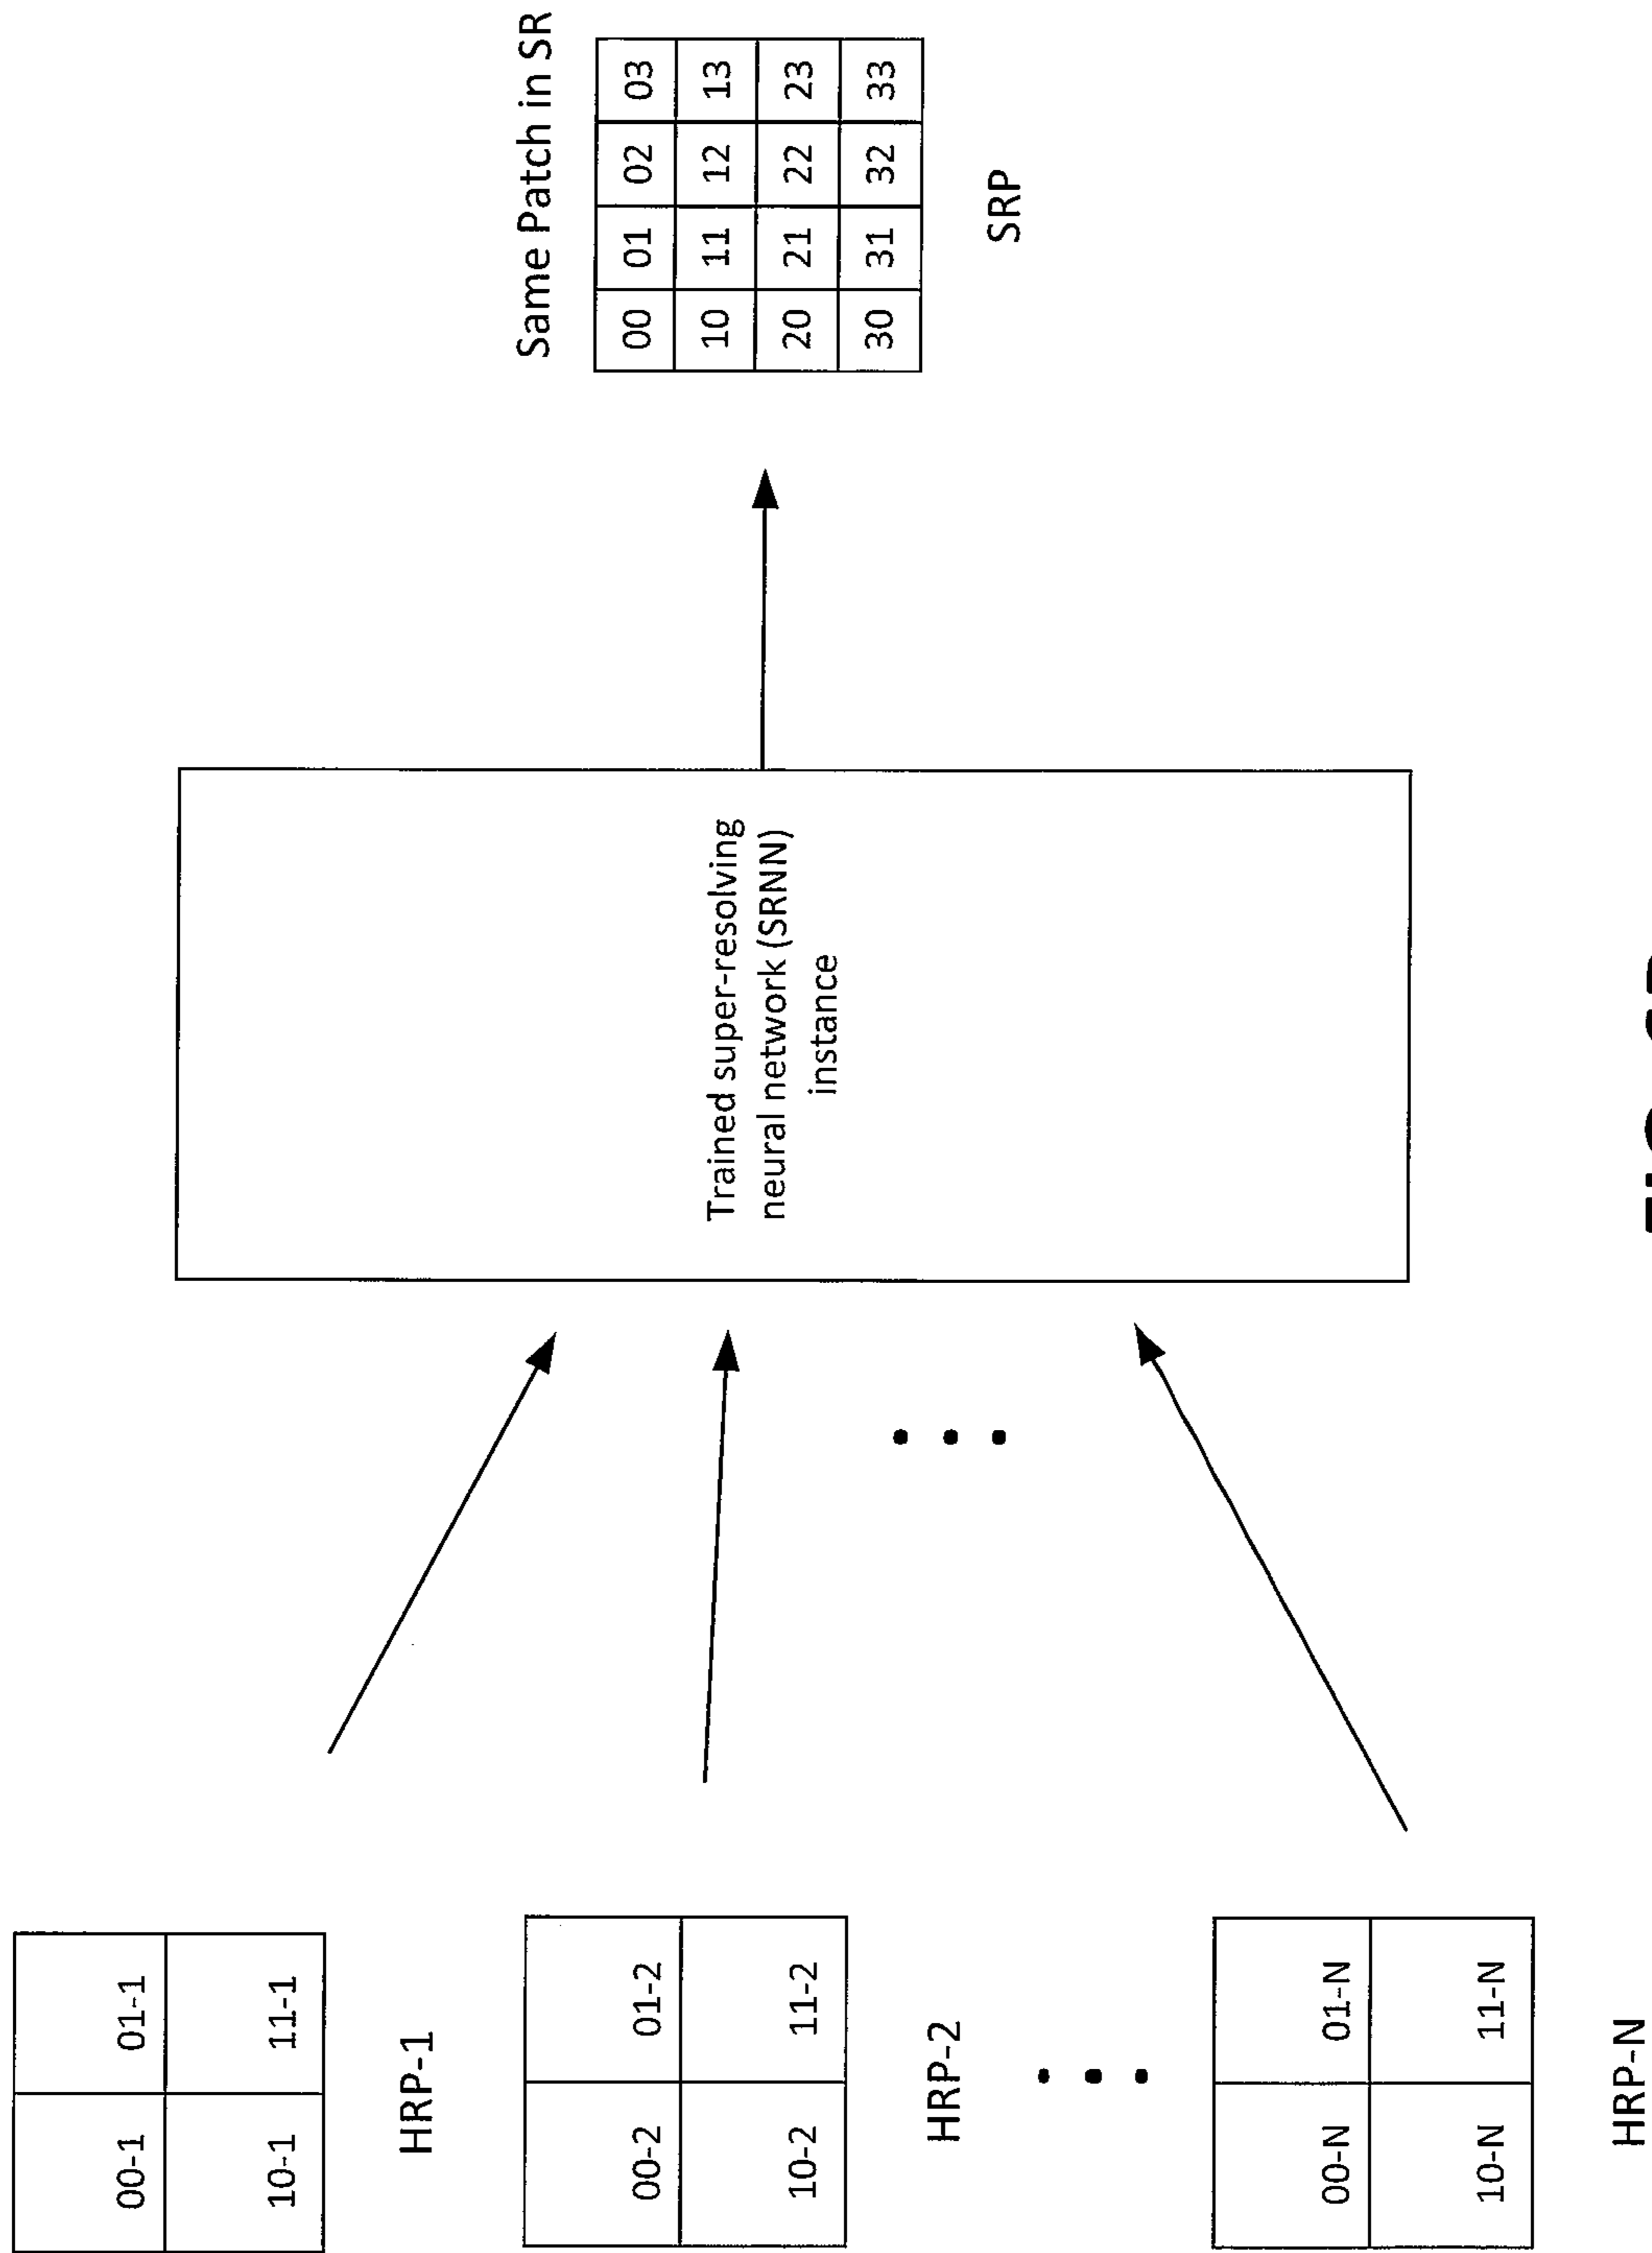 00-1 01-1
10-1 11-1
HRP-1
00-2 01-2
10-2 11-2
HRP-2
00-N 01-N
10-N 11-N
HRP-N
Trained super-resolving
neural network (SRNN)
instance
Same Patch in SR
00 01 02 03
10 11 12 13
20 21 22 23
30 31 32 33
SRP